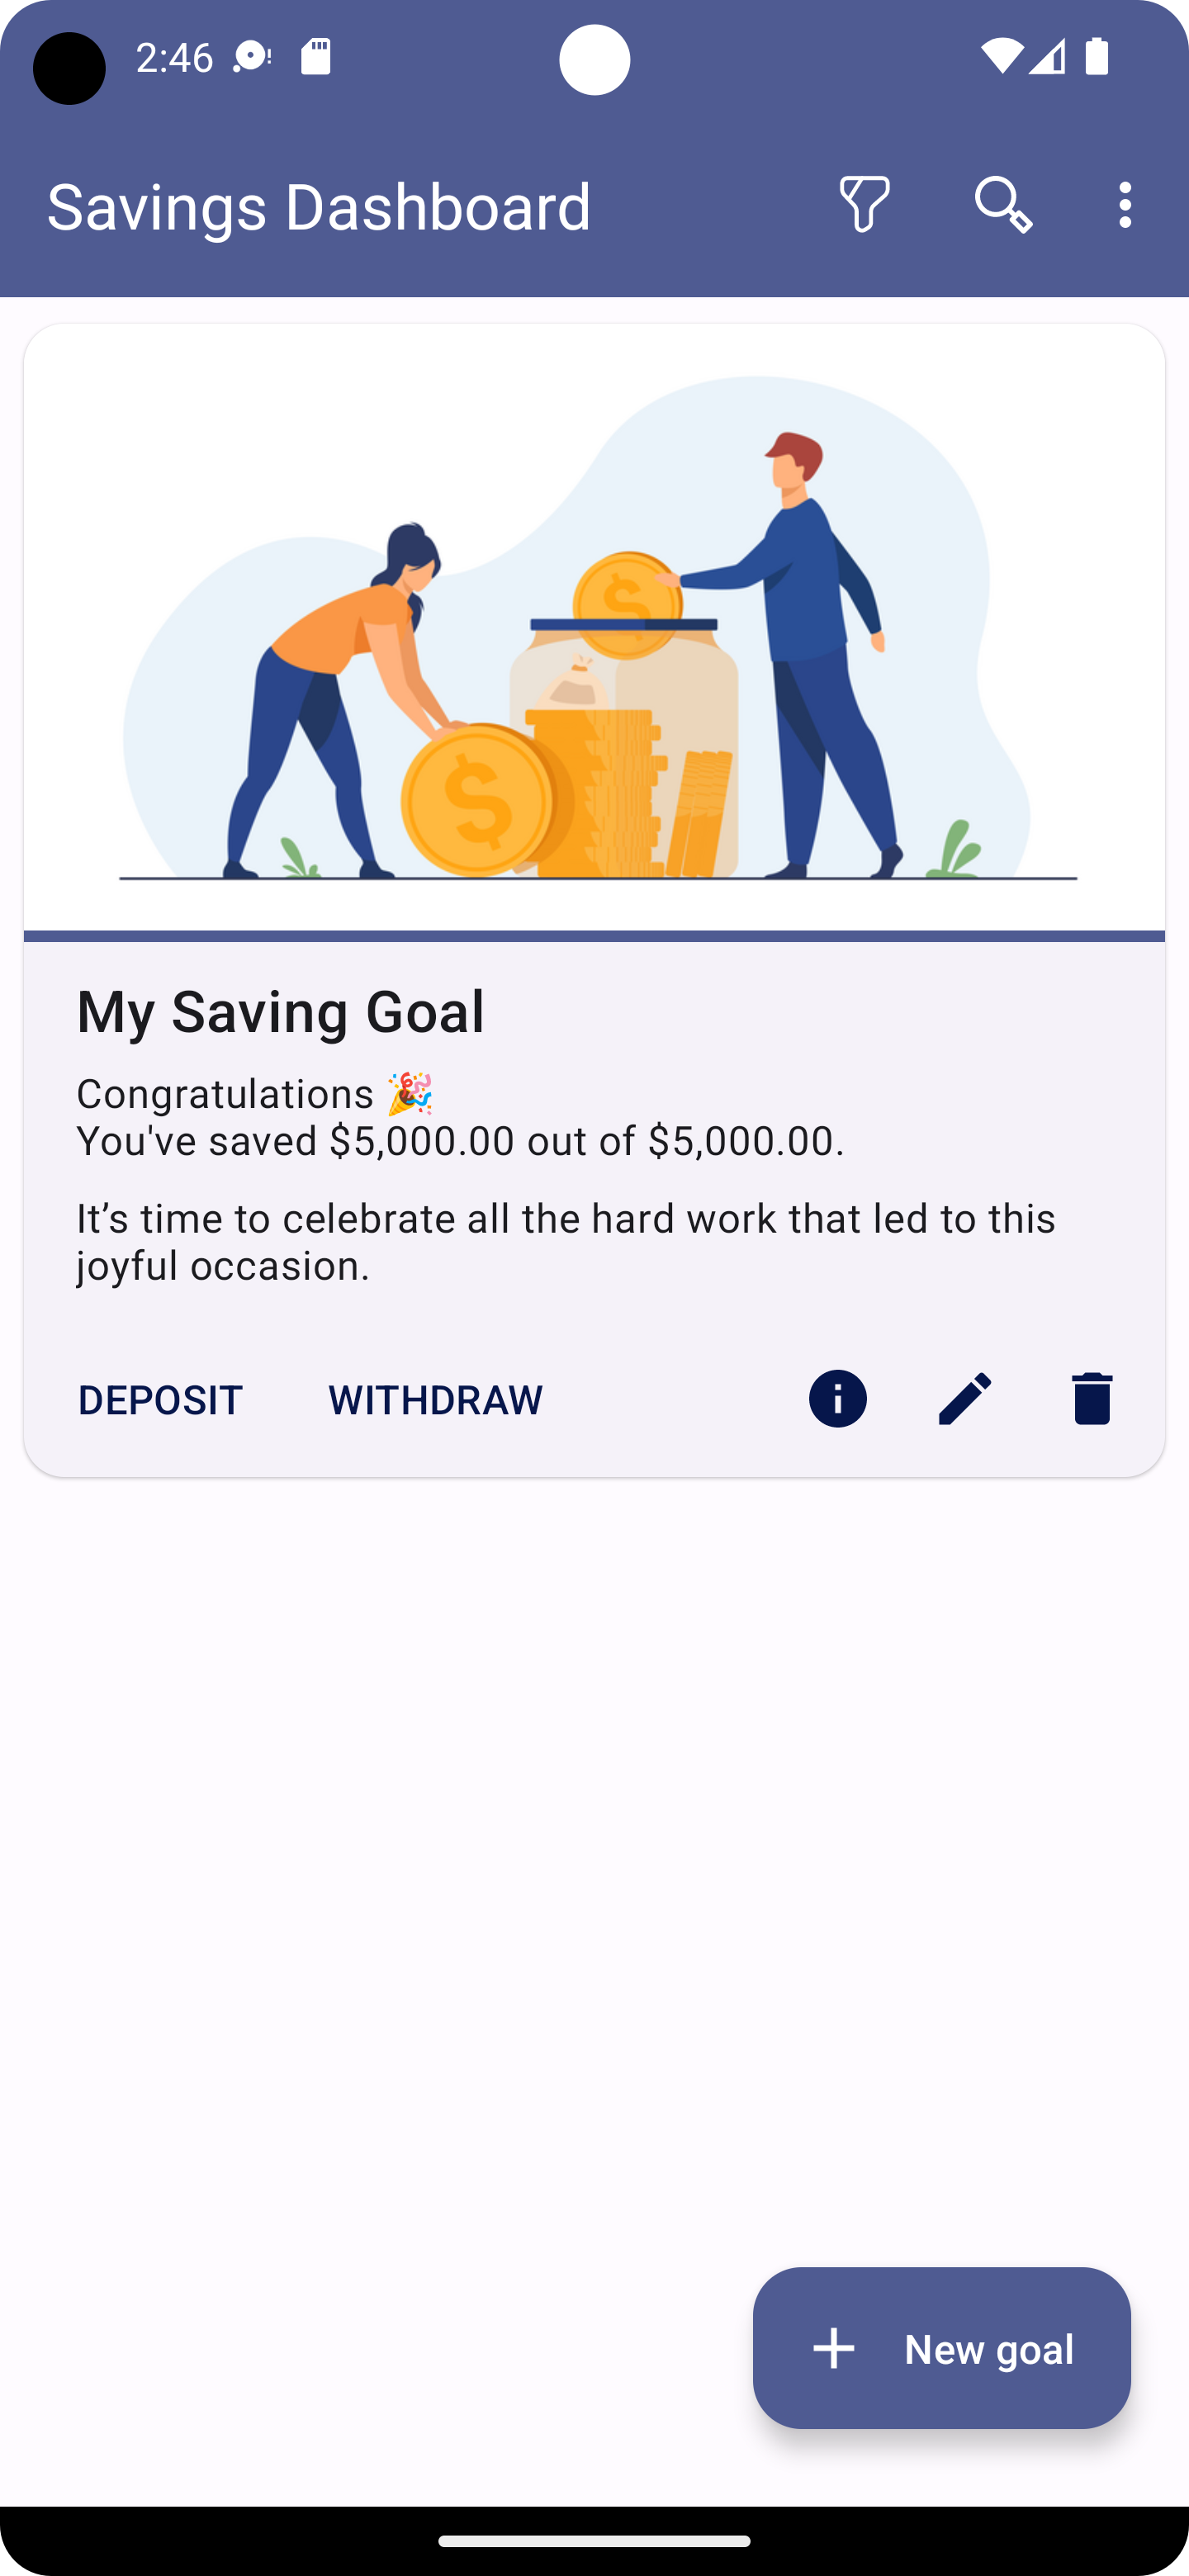 2:46
Savings Dashboard
My Saving Goal
Congratulations 🎉
You've saved $5,000.00 out of $5,000.00.
It’s time to celebrate all the hard work that led to this
joyful occasion.
DEPOSIT WITHDRAW
New goal